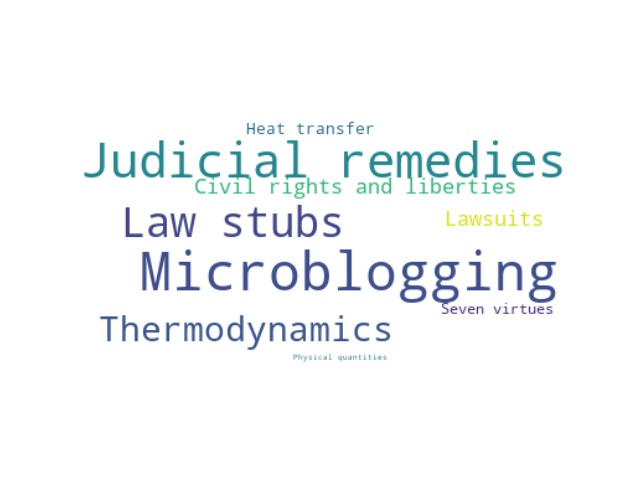 Heat transfer
Judicial remedies
Civil rights and liberties
Law stubs
Lawsuits
Microblogging
Seven virtues
Thermodynamics
Physical quantities